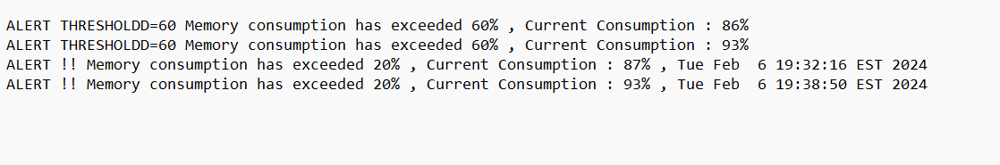 ALERT THRESHOLDD=60 Memory consumption has exceeded 60% , Current Consumption : 86%
ALERT THRESHOLDD=60 Memory consumption has exceeded 60% , Current Consumption : 93%
ALERT !! Memory consumption has exceeded 20% , Current Consumption : 87% , Tue Feb  6 19:32:16 EST 2024
ALERT !! Memory consumption has exceeded 20% , Current Consumption : 93% , Tue Feb  6 19:38:50 EST 2024